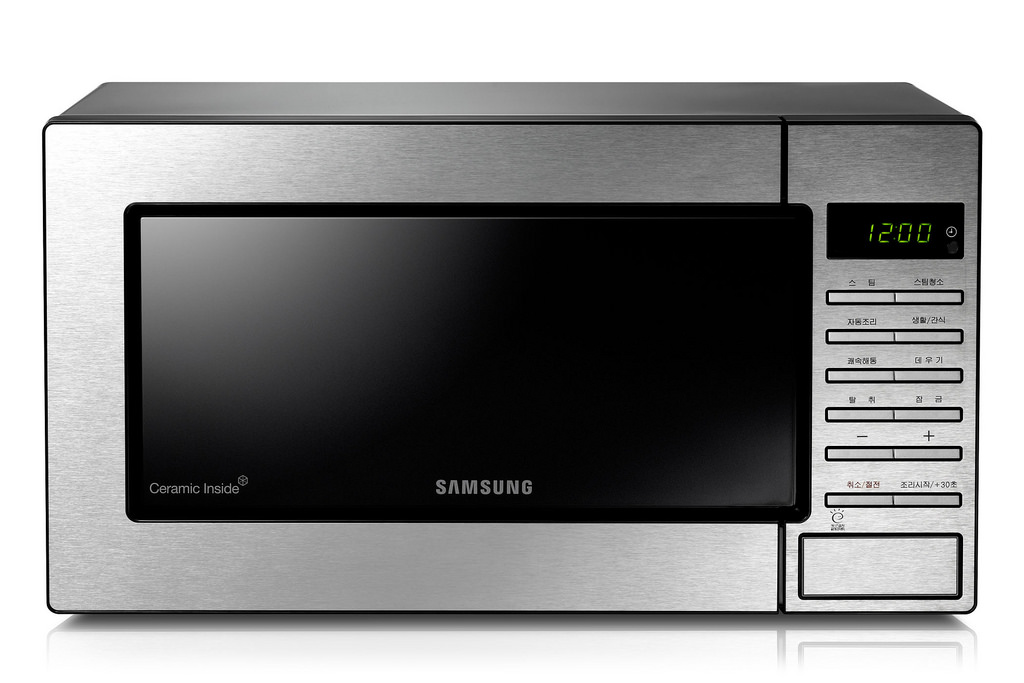 12:00
스 팀 스팀청소
자동조리 생활/간식
쾌속해동 데 우 기
탈 취 잠 금
− +
취소/절전 조리시작/+30초
Ceramic Inside
SAMSUNG